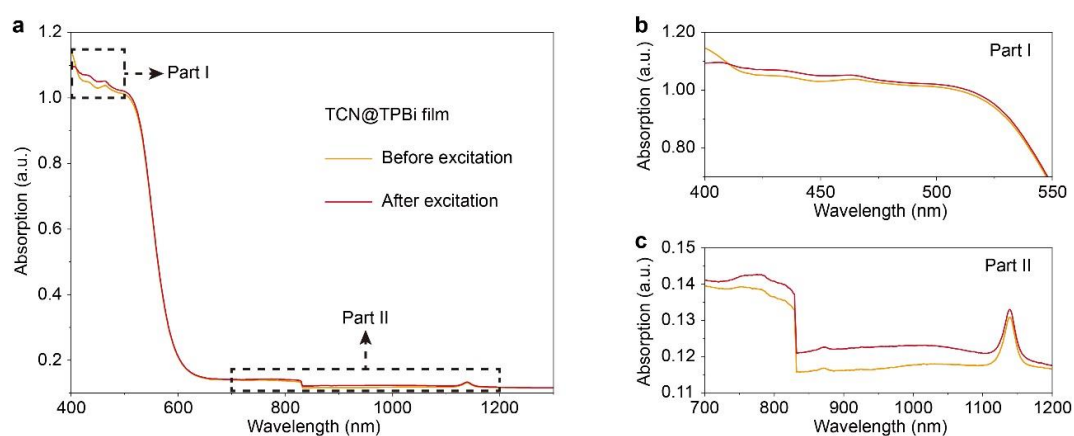 a
1.2
1.0
0.8
0.6
0.4
0.2
400
600
800
1000
1200
Wavelength (nm)
Absorption (a.u.)
Part I
TCN@TPBi film
Before excitation
After excitation
Part II
b
Part I
1.20
1.00
0.80
400
450
500
550
Wavelength (nm)
Absorption (a.u.)
c
Part II
0.15
0.14
0.13
0.12
0.11
700
800
900
1000
1100
1200
Wavelength (nm)
Absorption (a.u.)